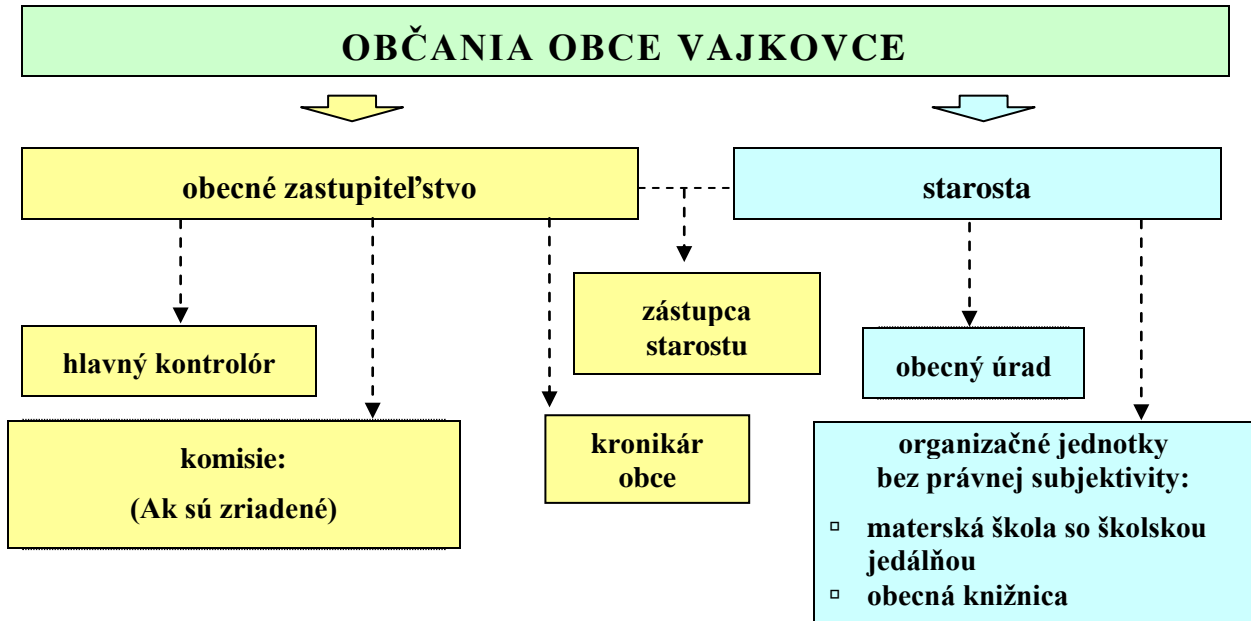 OBČANIA OBCE VAJKOVCE
obecné zastupiteľstvo
starosta
hlavný kontrolór
zástupca
starostu
obecný úrad
komisie:
(Ak sú zriadené)
kronikár
obce
organizačné jednotky
bez právnej subjektivity:
materská škola so školskou
jedálňou
obecná knižnica